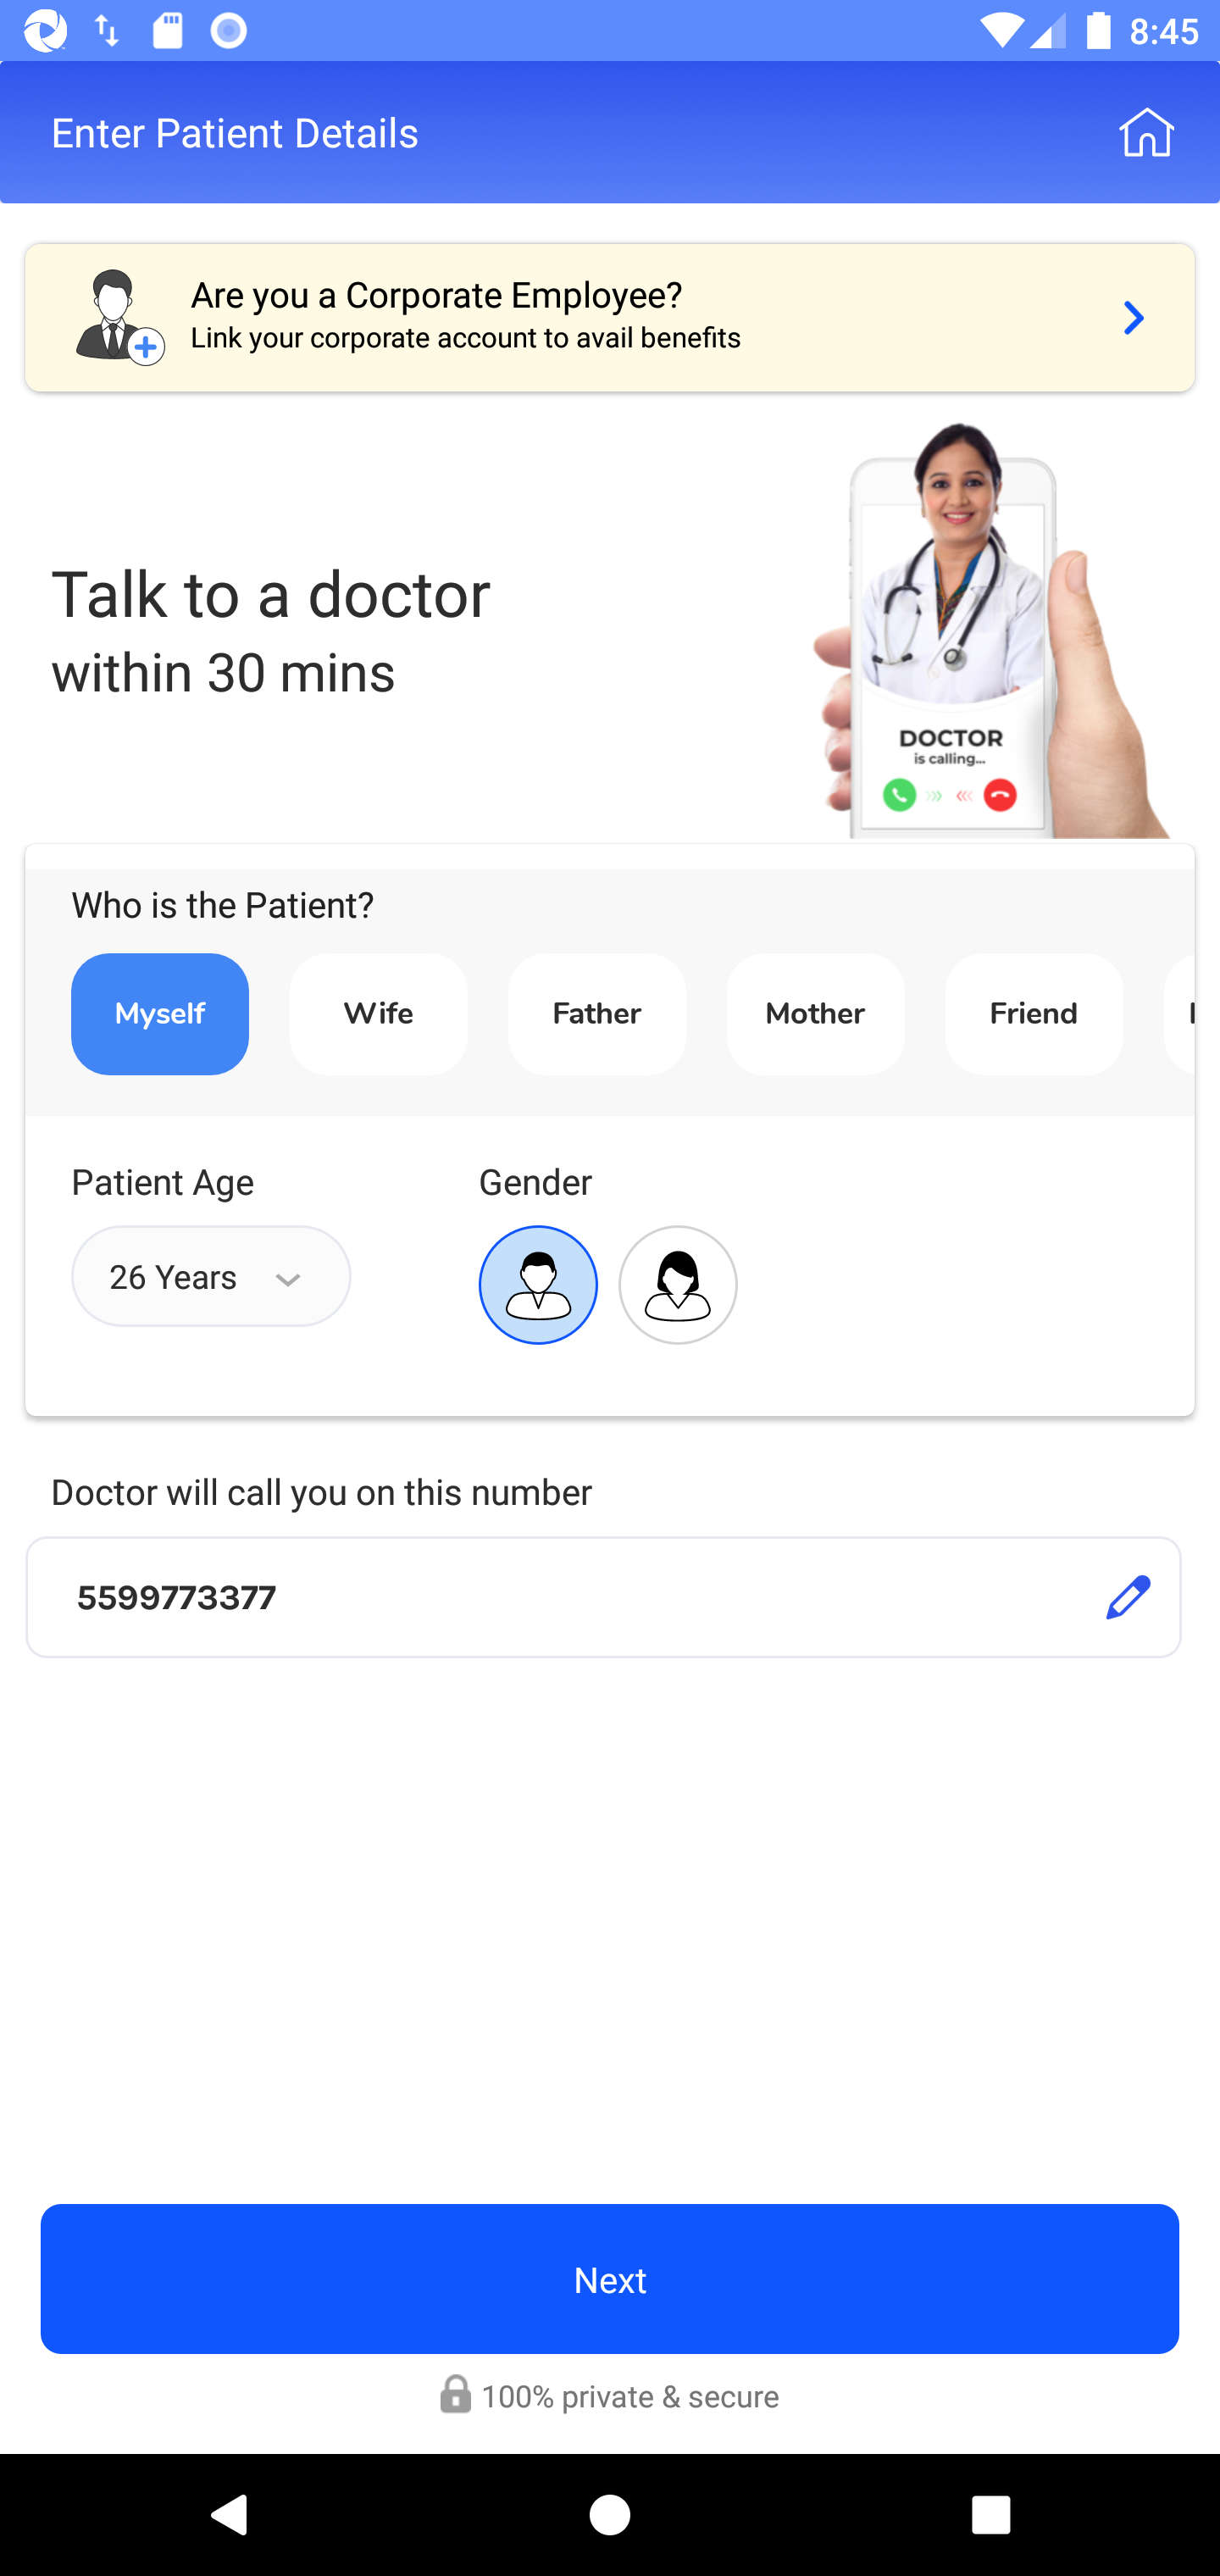 8:45
Enter Patient Details
Are you a Corporate Employee?
Link your corporate account to avail benefits
Talk to a doctor
within 30 mins
DOCTOR
is calling...
Who is the Patient?
Myself Wife Father Mother Friend
Patient Age Gender
26 Years
Doctor will call you on this number
5599773377
Next
100% private & secure